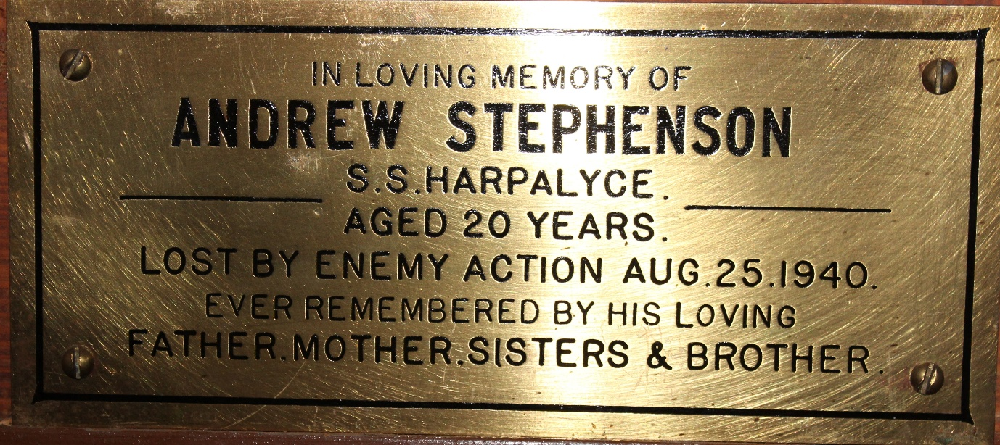 IN LOVING MEMORY OF
ANDREW STEPHENSON
S.S.HARPALYCE.
AGED 20 YEARS.
LOST BY ENEMY ACTION AUG.25.1940.
EVER REMEMBERED BY HIS LOVING
FATHER.MOTHER.SISTERS & BROTHER.